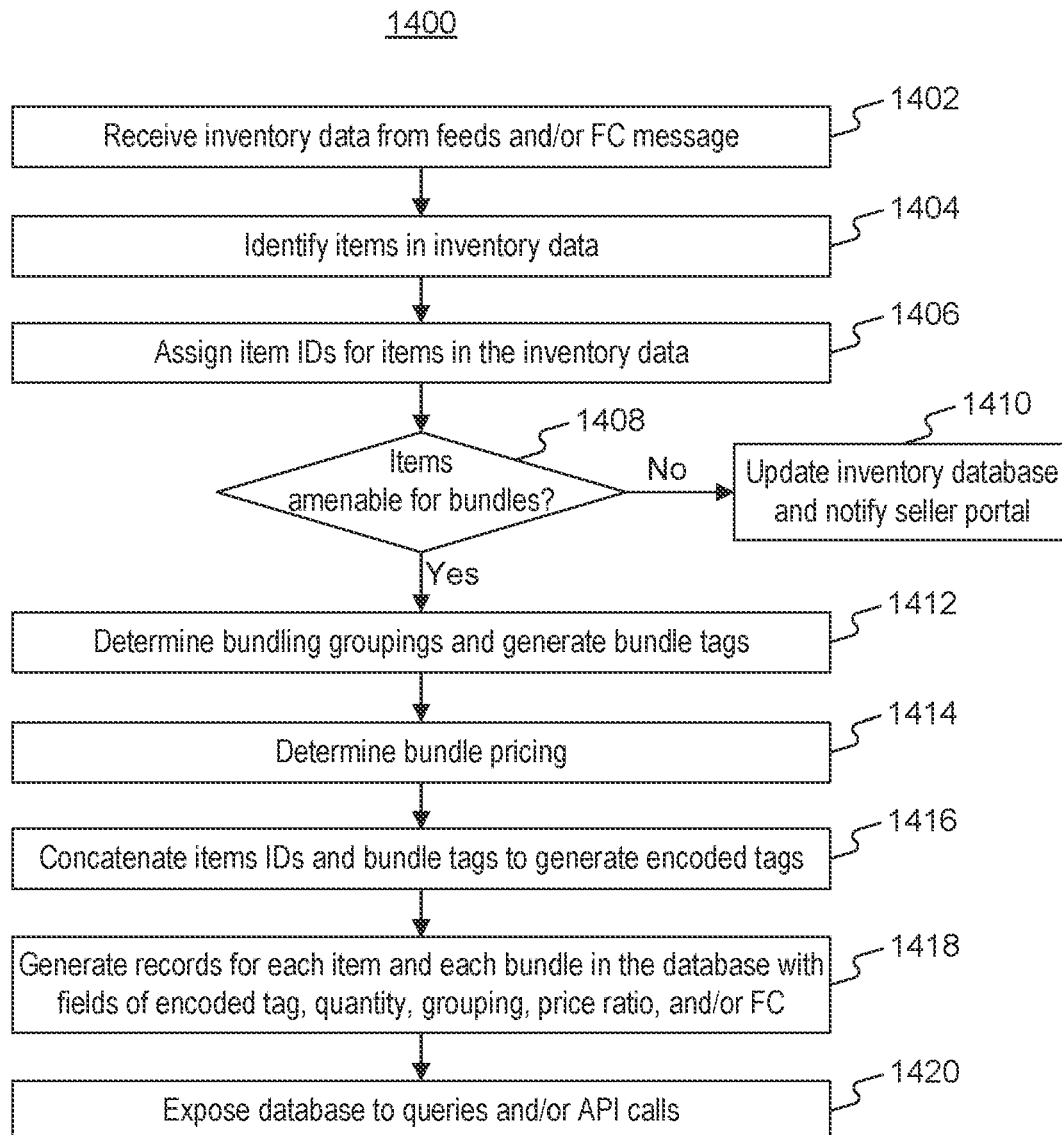 1400
1402
Receive inventory data from feeds and/or FC message
1404
Identify items in inventory data
1406
Assign item IDs for items in the inventory data
1408
Items
amenable for bundles?
No
1410
Update inventory database
and notify seller portal
Yes
1412
Determine bundling groupings and generate bundle tags
1414
Determine bundle pricing
1416
Concatenate items IDs and bundle tags to generate encoded tags
1418
Generate records for each item and each bundle in the database with
fields of encoded tag, quantity, grouping, price ratio, and/or FC
1420
Expose database to queries and/or API calls